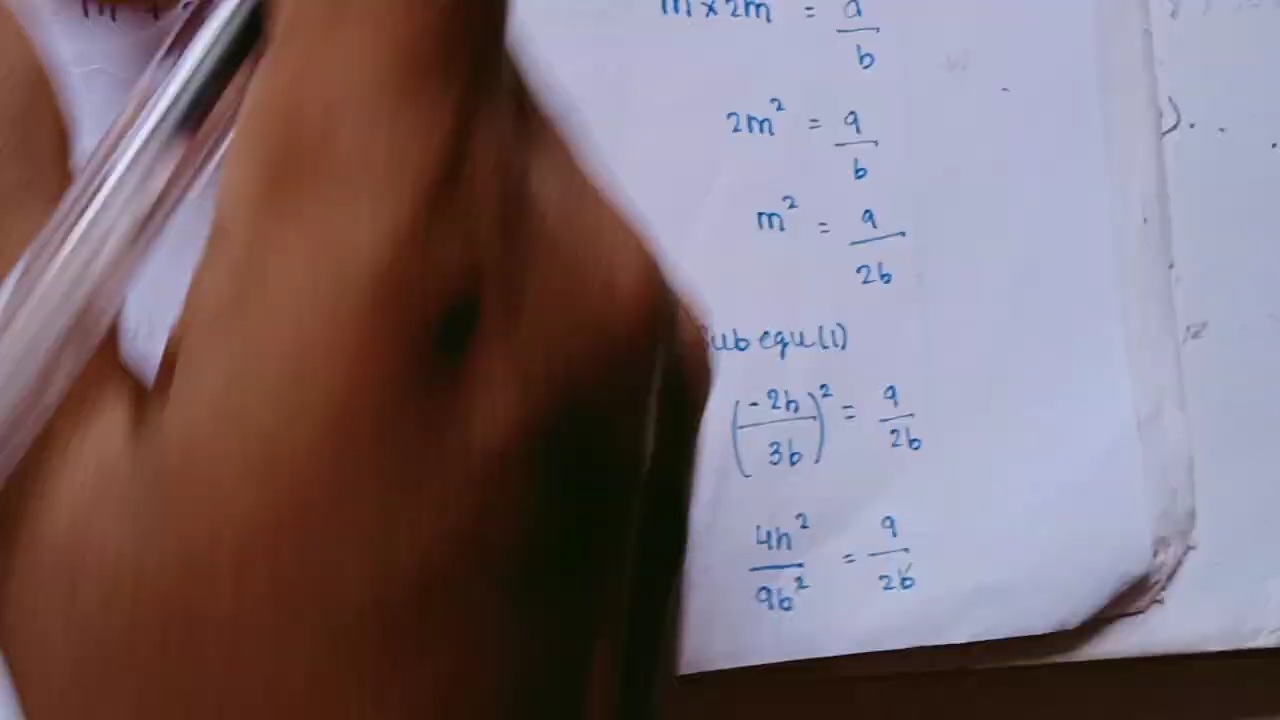 m×2m = a/b
2m² = a/b
m² = a/2b
Sub equ(1)
(-2h/3b)² = a/2b
4h²/9b² = a/2b